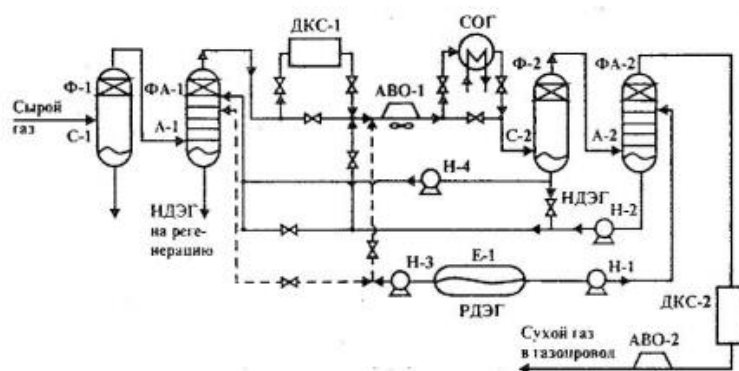 ДКС-1
СОГ
Ф-1
ФА-1
Ф-2
ФА-2
АВО-1
Сырой
газ
С-1
А-1
С-2
А-2
Н-4
НДЭГ
на реге-
нерацию
НДЭГ
Н-2
Н-3
Е-1
Н-1
РДЭГ
ДКС-2
Сухой газ
в газопровод
АВО-2